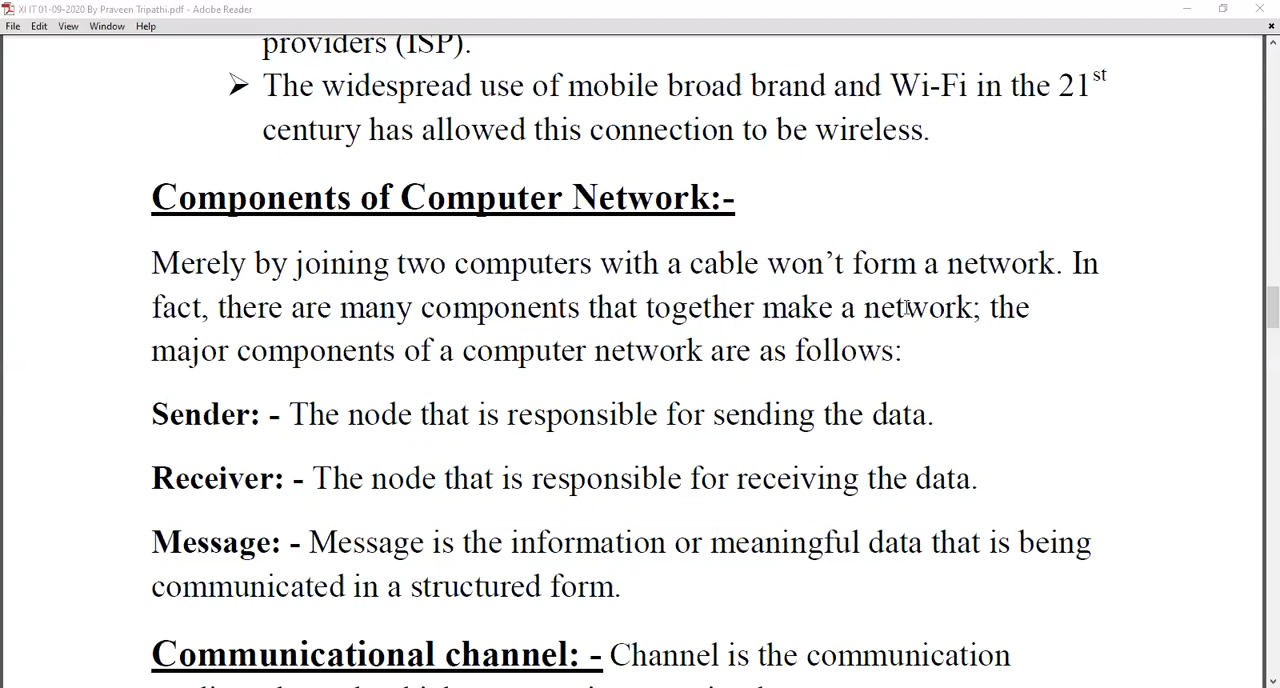 XI IT 01-09-2020 By Praveen Tripathi.pdf - Adobe Reader
File Edit View Window Help
providers (ISP).
➢ The widespread use of mobile broad brand and Wi-Fi in the 21st
century has allowed this connection to be wireless.
Components of Computer Network:-
Merely by joining two computers with a cable won’t form a network. In
fact, there are many components that together make a network; the
major components of a computer network are as follows:
Sender: - The node that is responsible for sending the data.
Receiver: - The node that is responsible for receiving the data.
Message: - Message is the information or meaningful data that is being
communicated in a structured form.
Communicational channel: - Channel is the communication